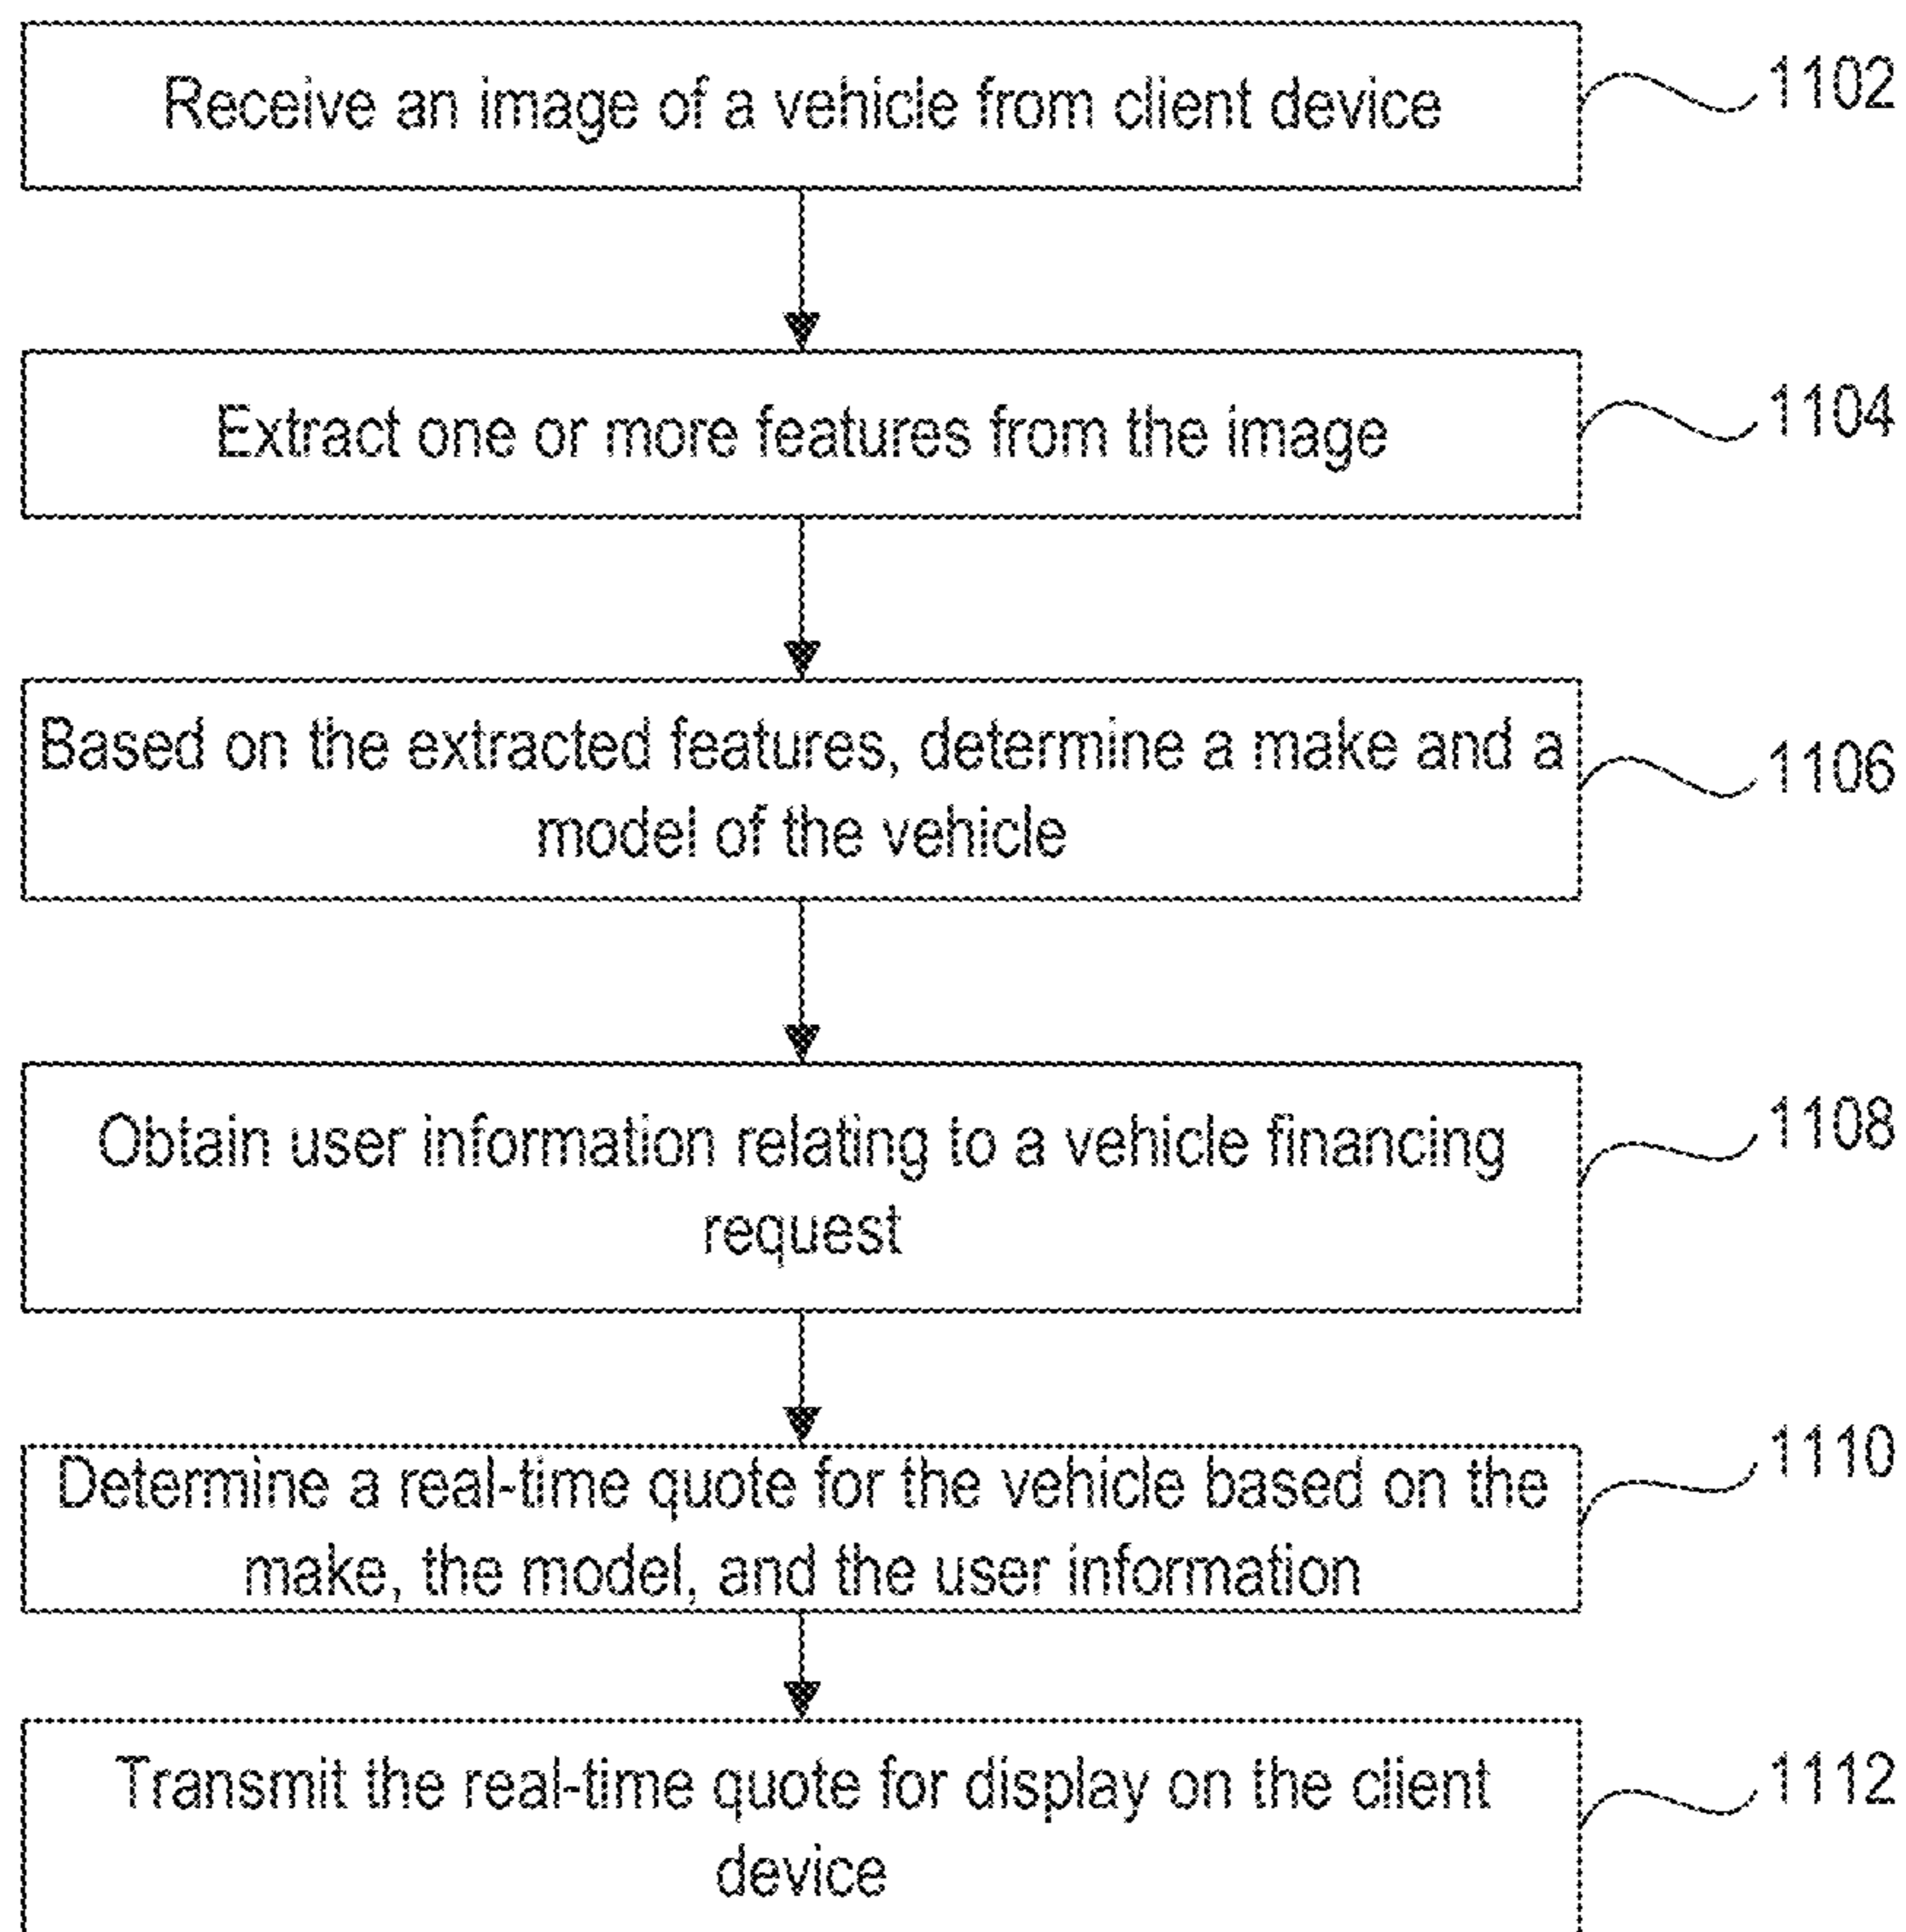 Receive an image of a vehicle from client device
1102
Extract one or more features from the image
1104
Based on the extracted features, determine a make and a
model of the vehicle
1106
Obtain user information relating to a vehicle financing
request
1108
Determine a real-time quote for the vehicle based on the
make, the model, and the user information
1110
Transmit the real-time quote for display on the client
device
1112